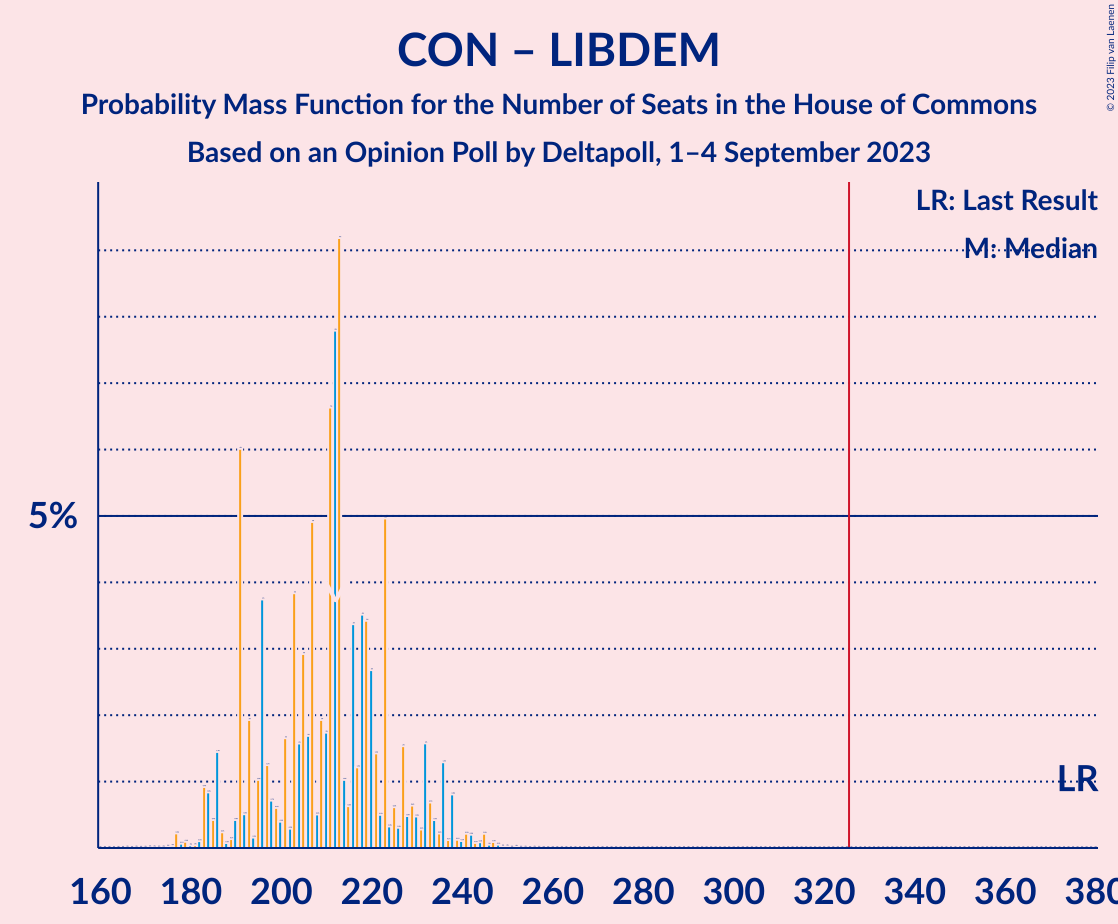 CON – LIBDEM
Probability Mass Function for the Number of Seats in the House of Commons
Based on an Opinion Poll by Deltapoll, 1–4 September 2023
© 2023 Filip van Laenen
LR: Last Result
M: Median
5%
LR
160 180 200 220 240 260 280 300 320 340 360 380